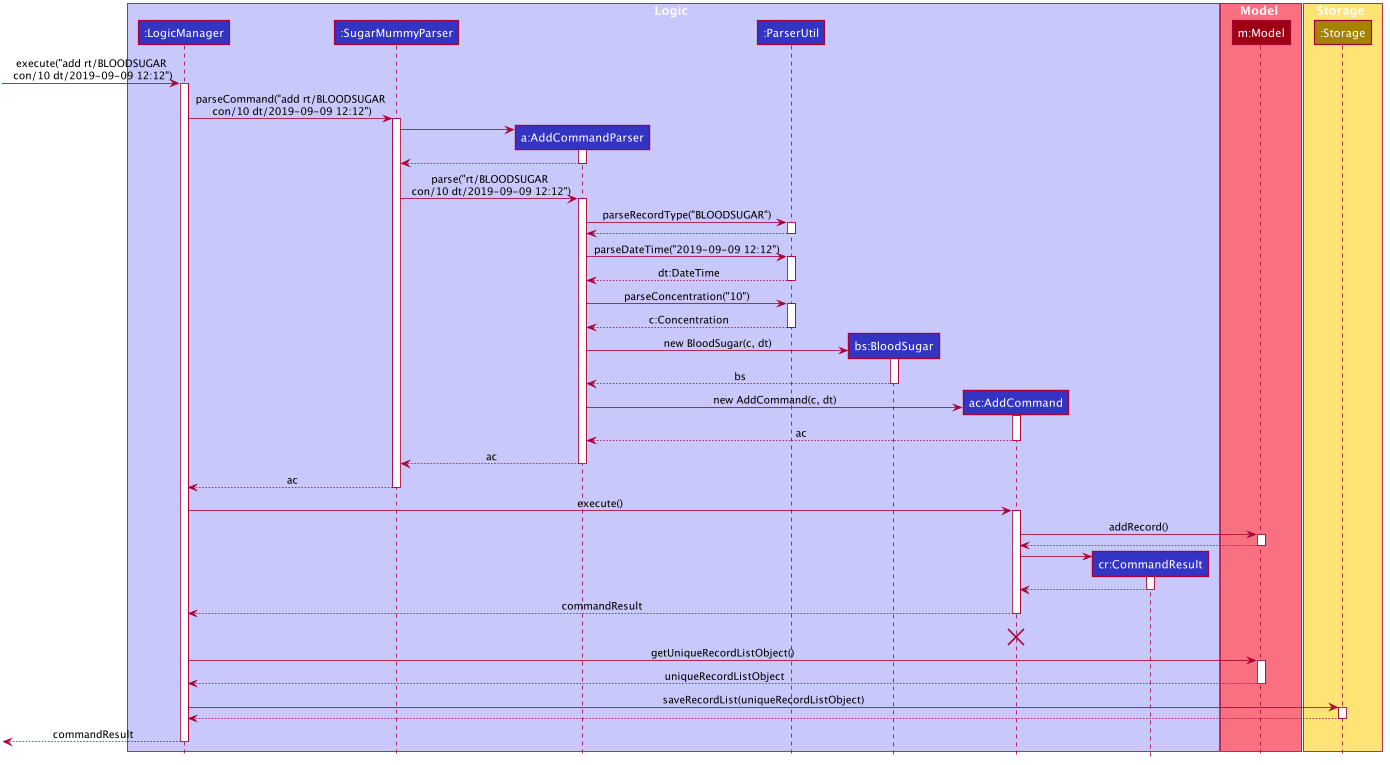 Logic
Model
Storage
:LogicManager
:SugarMummyParser
:ParserUtil
m:Model
:Storage
execute("add rt/BLOODSUGAR
con/10 dt/2019-09-09 12:12")
parseCommand("add rt/BLOODSUGAR
con/10 dt/2019-09-09 12:12")
a:AddCommandParser
parse("rt/BLOODSUGAR
con/10 dt/2019-09-09 12:12")
parseRecordType("BLOODSUGAR")
parseDateTime("2019-09-09 12:12")
dt:DateTime
parseConcentration("10")
c:Concentration
new BloodSugar(c, dt)
bs:BloodSugar
bs
new AddCommand(c, dt)
ac:AddCommand
ac
ac
ac
execute()
addRecord()
cr:CommandResult
commandResult
getUniqueRecordListObject()
uniqueRecordListObject
saveRecordList(uniqueRecordListObject)
commandResult